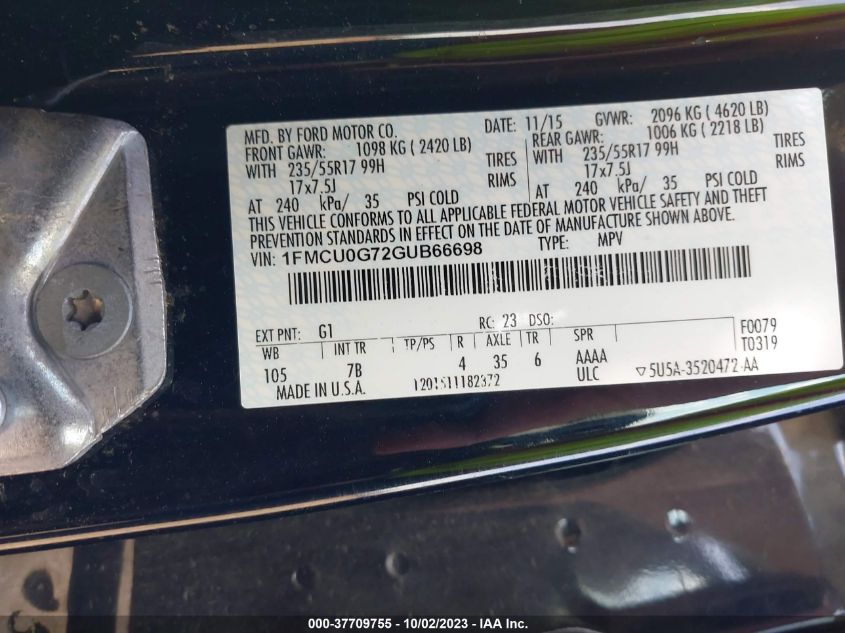 MFD. BY FORD MOTOR CO. DATE: 11/15 GVWR: 2096 KG ( 4620 LB)
FRONT GAWR: 1098 KG ( 2420 LB) REAR GAWR: 1006 KG ( 2218 LB)
WITH 235/55R17 99H TIRES WITH 235/55R17 99H TIRES
17x7.5J RIMS 17x7.5J RIMS
AT 240 kPa/ 35 PSI COLD AT 240 kPa/ 35 PSI COLD
THIS VEHICLE CONFORMS TO ALL APPLICABLE FEDERAL MOTOR VEHICLE SAFETY AND THEFT
PREVENTION STANDARDS IN EFFECT ON THE DATE OF MANUFACTURE SHOWN ABOVE.
VIN: 1FMCU0G72GUB66698 TYPE: MPV
EXT PNT: G1 RC: 23 DSO: F0079
WB INT TR TP/PS R AXLE TR SPR T0319
105 7B 4 35 6 AAAA
MADE IN U.S.A. 1201511182372 ULC ▽5U5A-3520472-AA
000-37709755 - 10/02/2023 - IAA Inc.